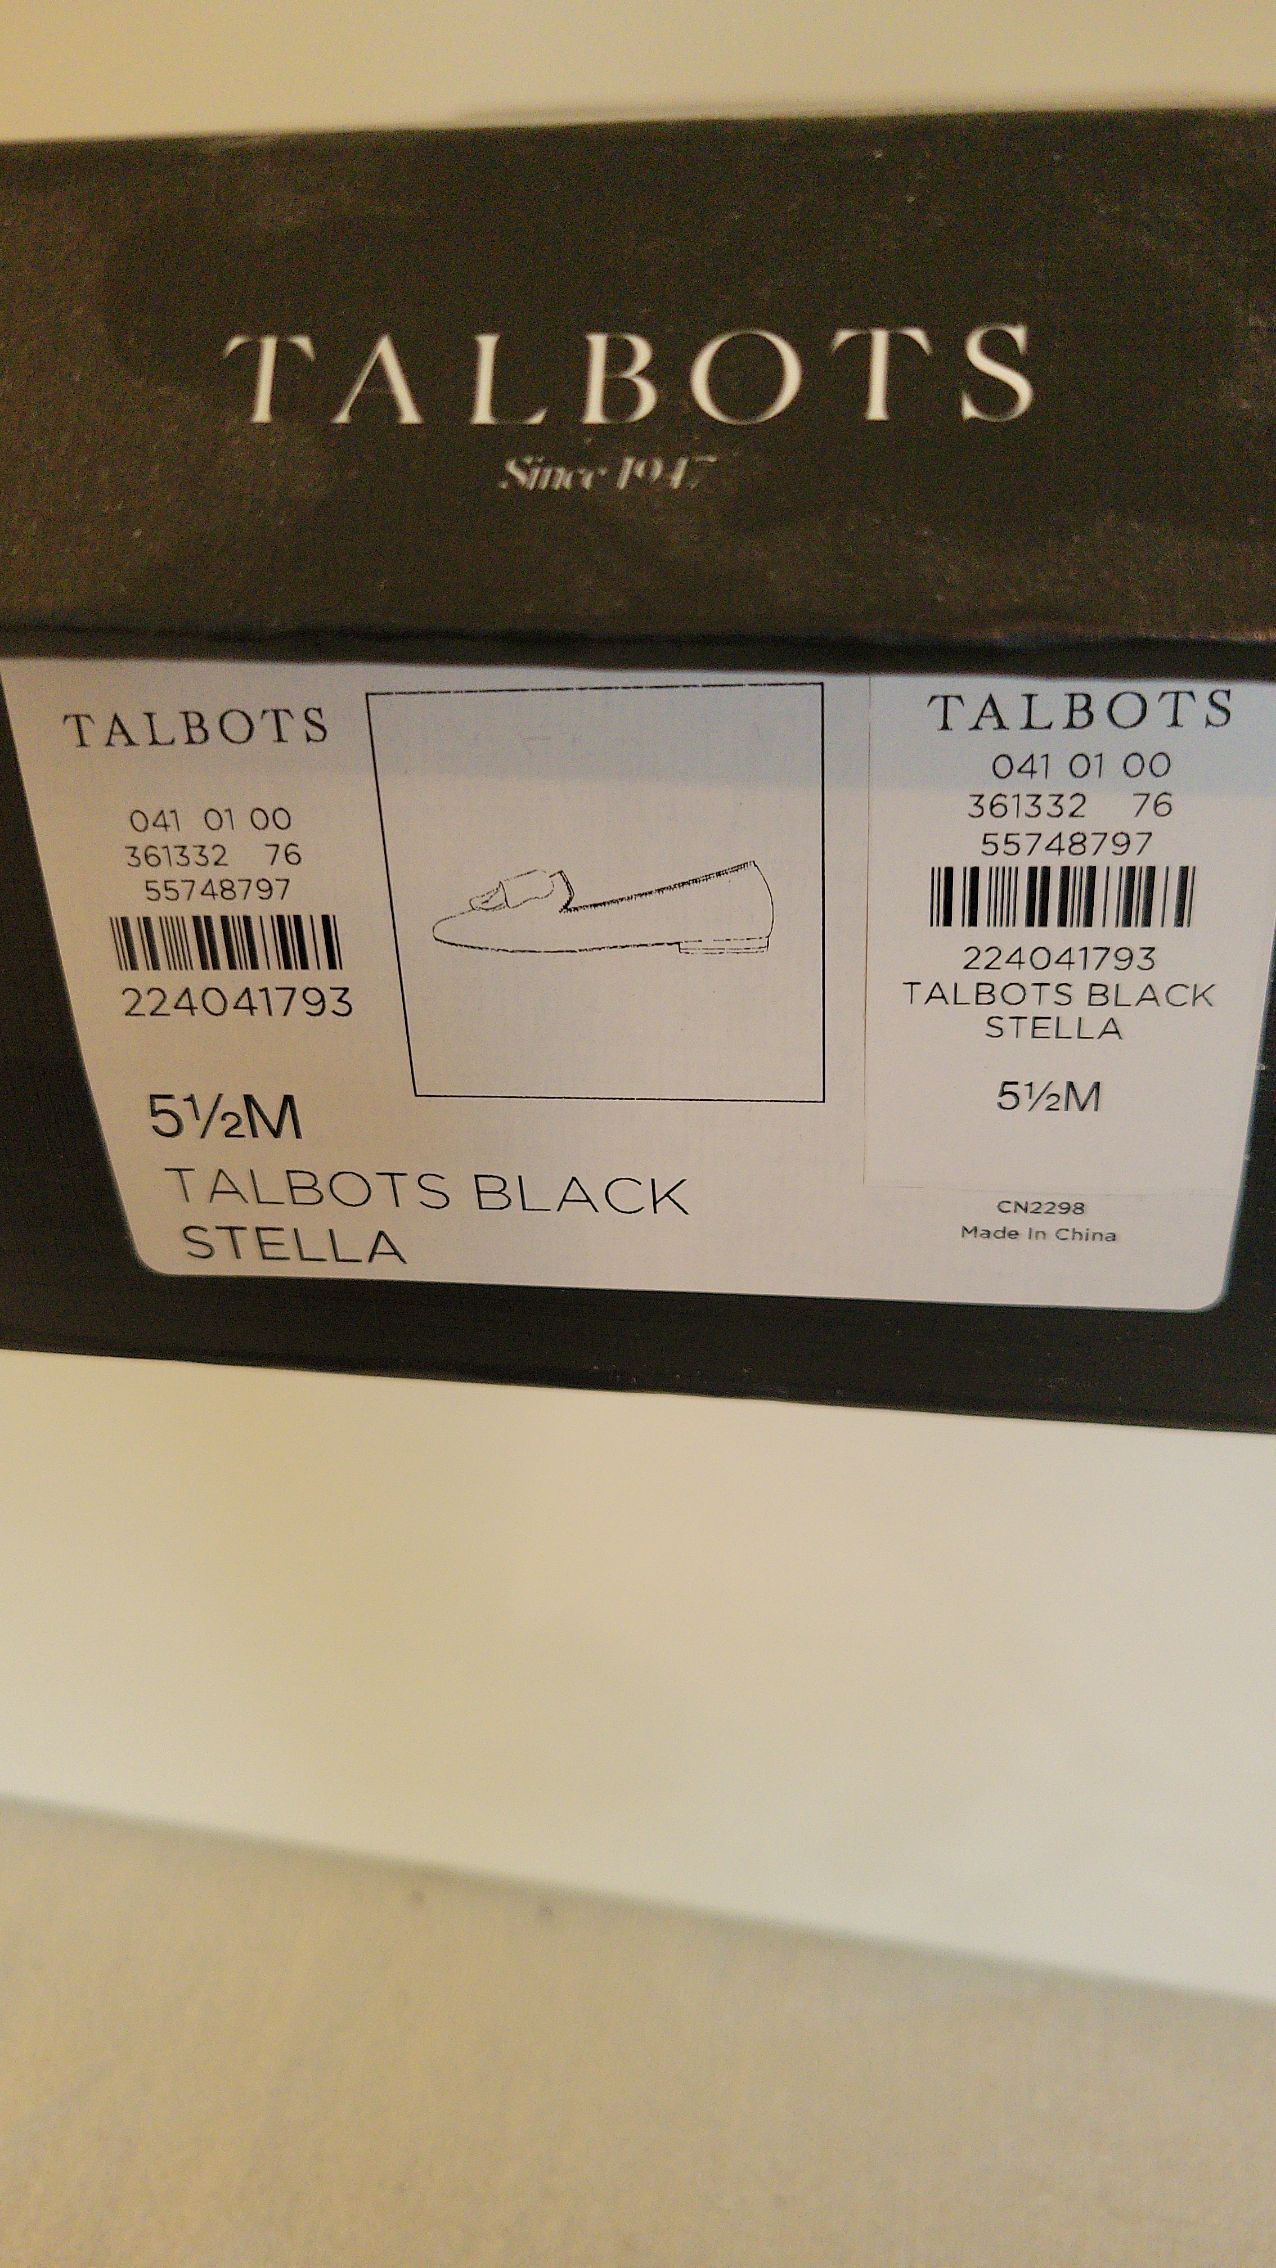 TALBOTS
Since 1947
TALBOTS
041 01 00
361332 76
55748797
224041793
5½M
TALBOTS BLACK
STELLA
TALBOTS
041 01 00
361332 76
55748797
224041793
TALBOTS BLACK
STELLA
5½M
CN2298
Made In China